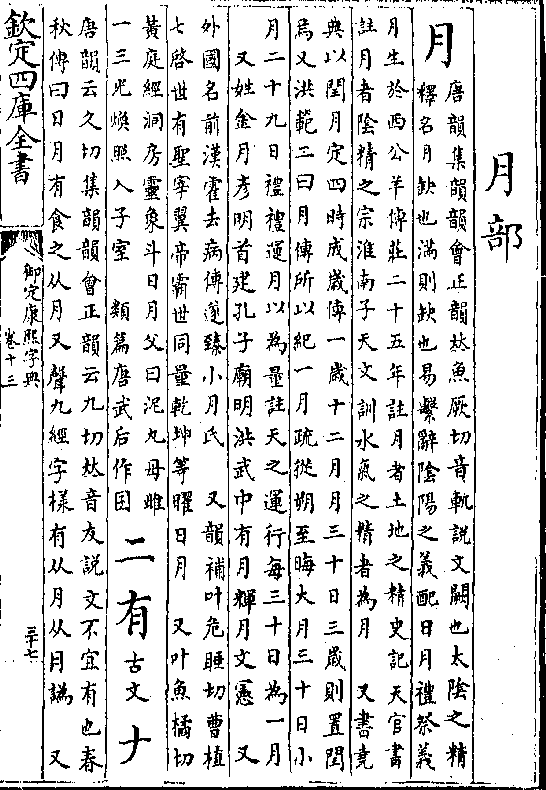 月部
月
唐韻集韻韻會正韻𠀤魚厥切音軏說文闕也太陰之精
釋名月缺也滿則缺也易繫辭陰陽之義配日月禮祭義
月生於西公羊傳莊二十五年註月者土地之精史記天官書
註月者陰精之宗淮南子天文訓水氣之精者為月 又書堯
典以閏月定四時成歲傳一歲十二月月三十日三歲則置閏
焉又洪範二曰月傳所以紀一月疏從朔至晦大月三十日小
月二十九日禮禮運月以為量註天之運行每三十日為一月
又姓金月彥明首建孔子廟明洪武中有月輝月文憲 又
外國名前漢霍去病傳遂臻小月氏 又韻補叶危睡切曹植
七啓世有聖宰翼帝霸世同量乾坤等曜日月 又叶魚橘切
黃庭經洞房靈象斗日月父曰泥丸母雌
一三光煥照入子室 類篇唐武后作囝
二有古文𠂇
唐韻云久切集韻韻會正韻云九切𠀤音友說文不宜有也春
秋傳曰日月有食之从月又聲九經字樣有从月从⺼譌 又
欽定四庫全書
御定康熙字典
卷十三
三十七